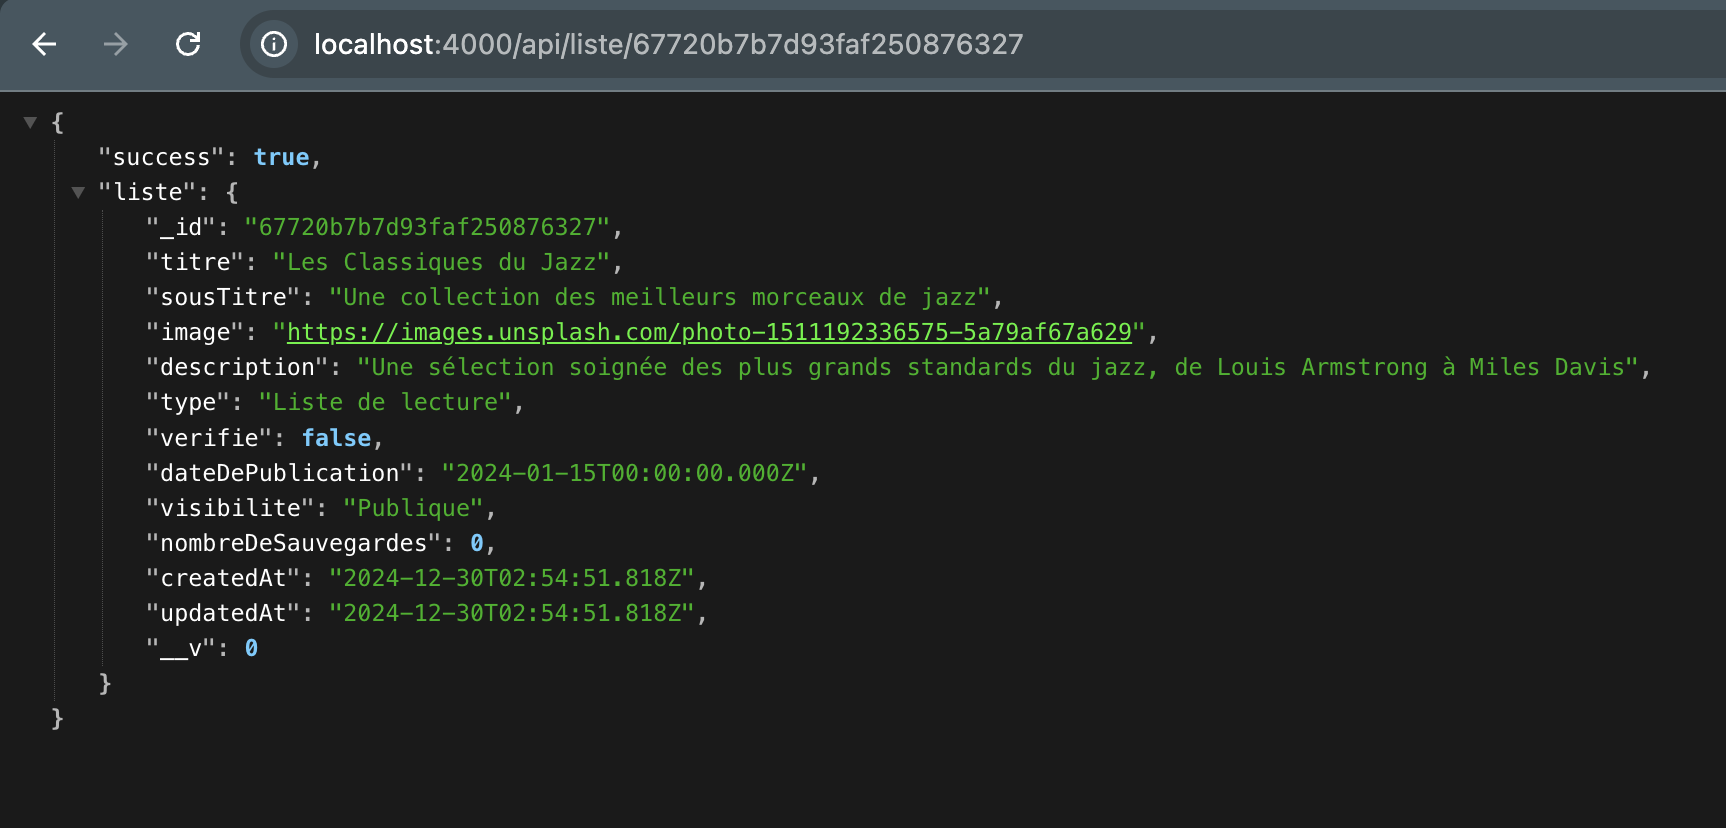 localhost:4000/api/liste/67720b7b7d93faf250876327
{
"success": true,
"liste": {
"_id": "67720b7b7d93faf250876327",
"titre": "Les Classiques du Jazz",
"sousTitre": "Une collection des meilleurs morceaux de jazz",
"image": "https://images.unsplash.com/photo-1511192336575-5a79af67a629",
"description": "Une sélection soignée des plus grands standards du jazz, de Louis Armstrong à Miles Davis",
"type": "Liste de lecture",
"verifie": false,
"dateDePublication": "2024-01-15T00:00:00.000Z",
"visibilite": "Publique",
"nombreDeSauvegardes": 0,
"createdAt": "2024-12-30T02:54:51.818Z",
"updatedAt": "2024-12-30T02:54:51.818Z",
"__v": 0
}
}